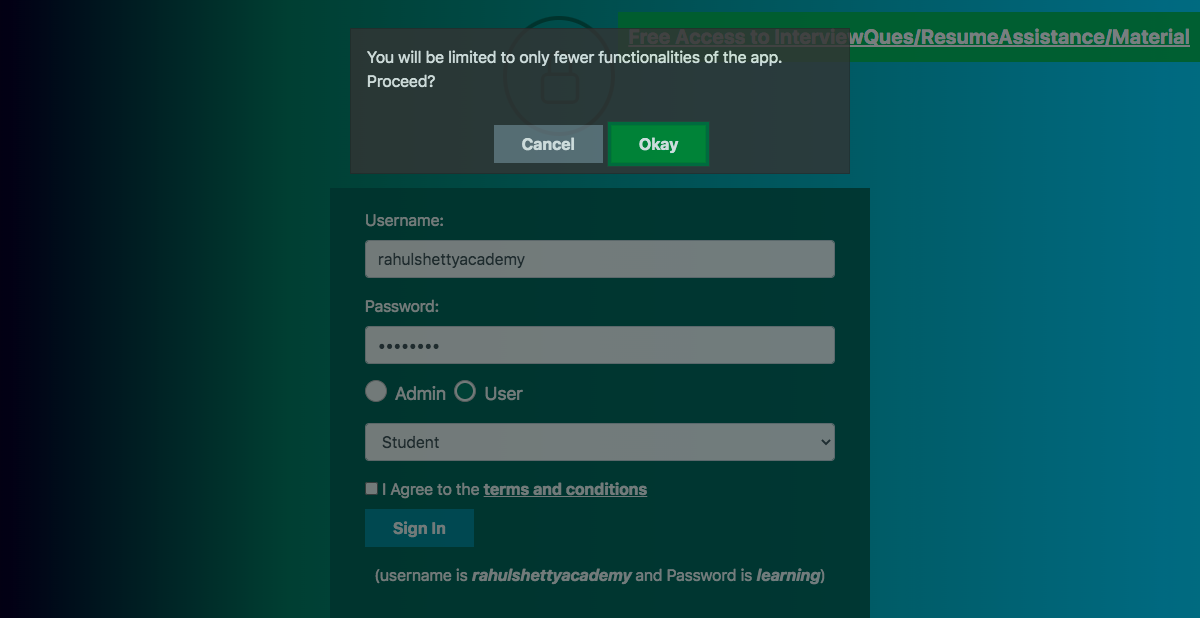 Free Access to InterviewQues/ResumeAssistance/Material
You will be limited to only fewer functionalities of the app.
Proceed?
Cancel
Okay
Username:
rahulshettyacademy
Password:
••••••••
Admin
User
Student
I Agree to the terms and conditions
Sign In
(username is rahulshettyacademy and Password is learning)